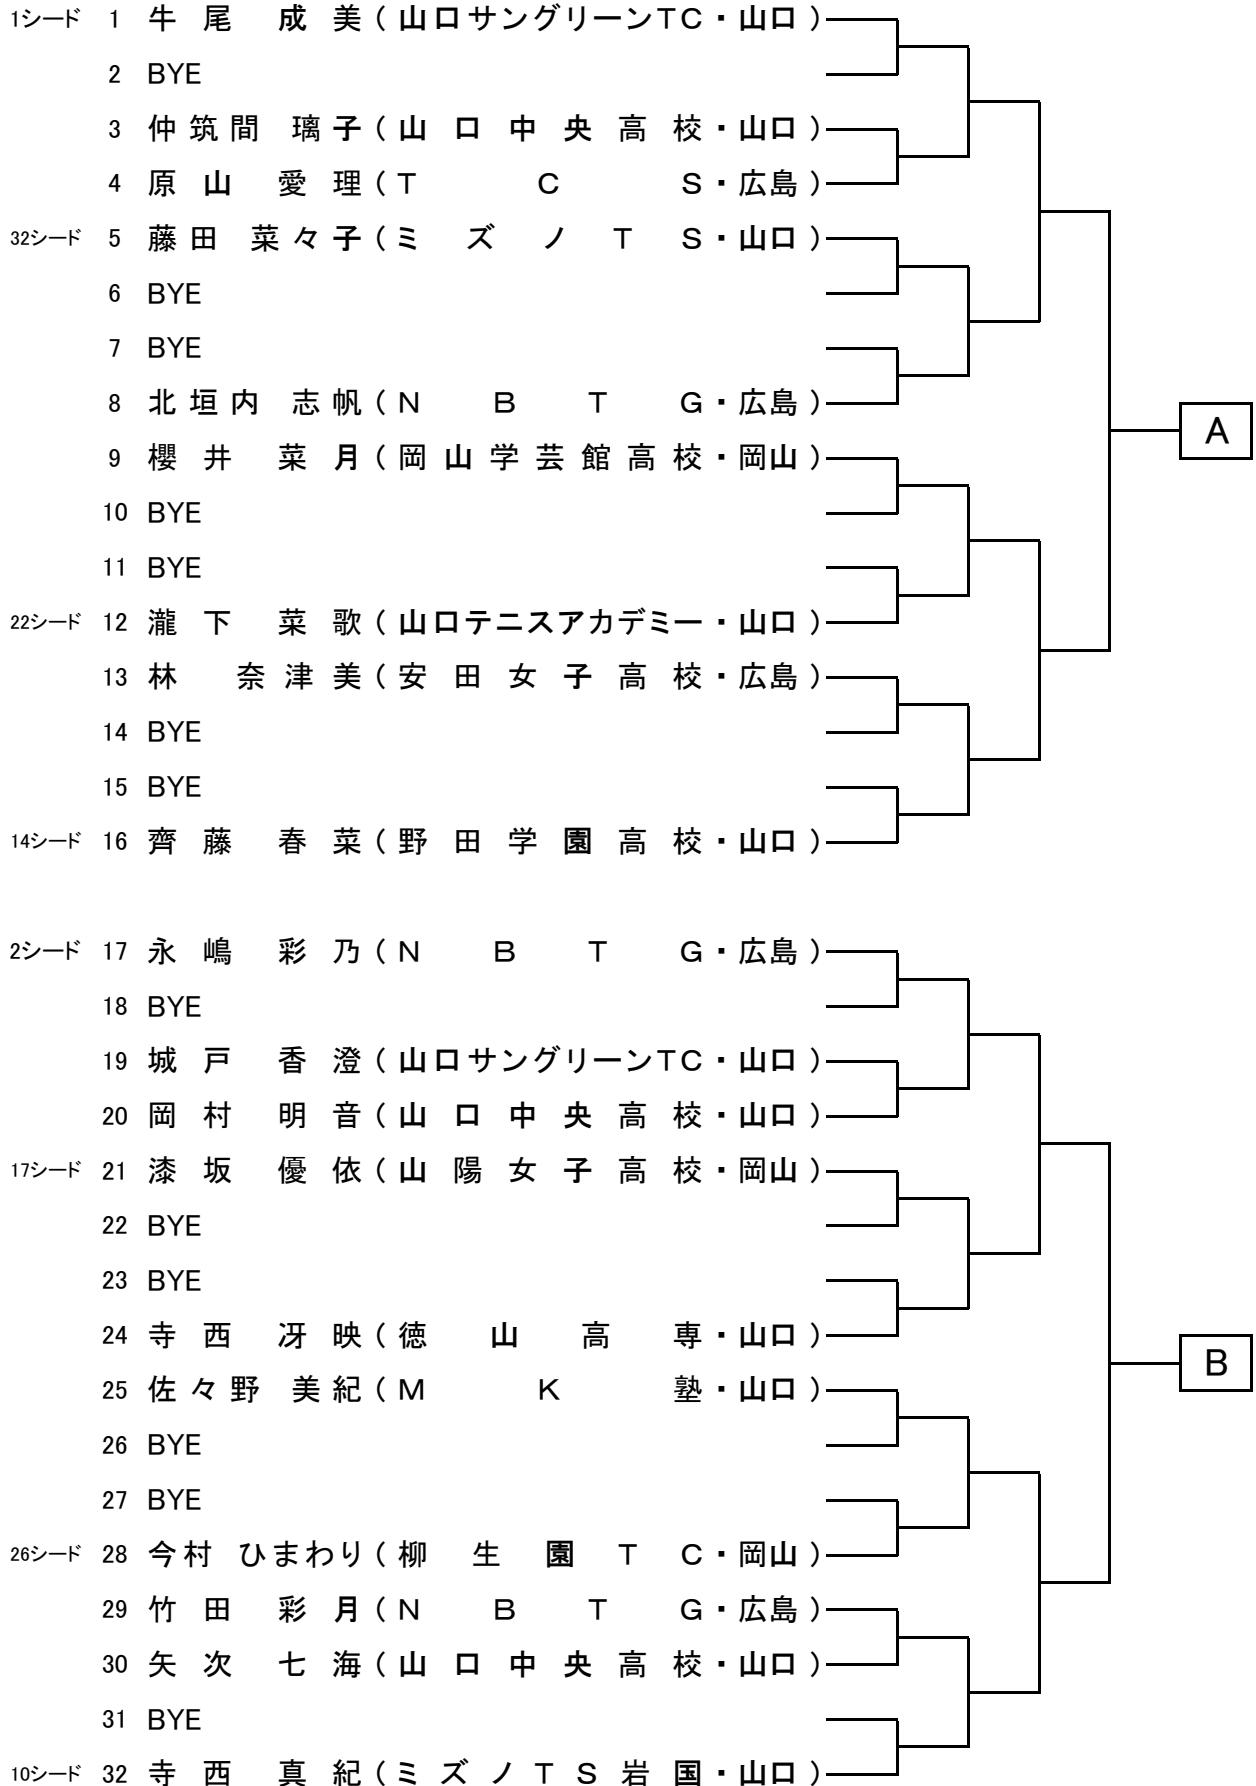 1シード 1 牛尾 成美(山口サングリーンTC・山口)
2 BYE
3 仲筑間 璃子(山口中央高校・山口)
4 原山 愛理(TCS・広島)
32シード 5 藤田 菜々子(ミズノTS・山口)
6 BYE
7 BYE
8 北垣内 志帆(NBTG・広島)
A
9 櫻井 菜月(岡山学芸館高校・岡山)
10 BYE
11 BYE
22シード 12 瀧下 菜歌(山口テニスアカデミー・山口)
13 林 奈津美(安田女子高校・広島)
14 BYE
15 BYE
14シード 16 齊藤 春菜(野田学園高校・山口)
2シード 17 永嶋 彩乃(NBTG・広島)
18 BYE
19 城戸 香澄(山口サングリーンTC・山口)
20 岡村 明音(山口中央高校・山口)
17シード 21 漆坂 優依(山陽女子高校・岡山)
22 BYE
23 BYE
24 寺西 冴映(徳山高専・山口)
B
25 佐々野 美紀(MK塾・山口)
26 BYE
27 BYE
26シード 28 今村 ひまわり(柳生園TC・岡山)
29 竹田 彩月(NBTG・広島)
30 矢次 七海(山口中央高校・山口)
31 BYE
10シード 32 寺西 真紀(ミズノTS岩国・山口)